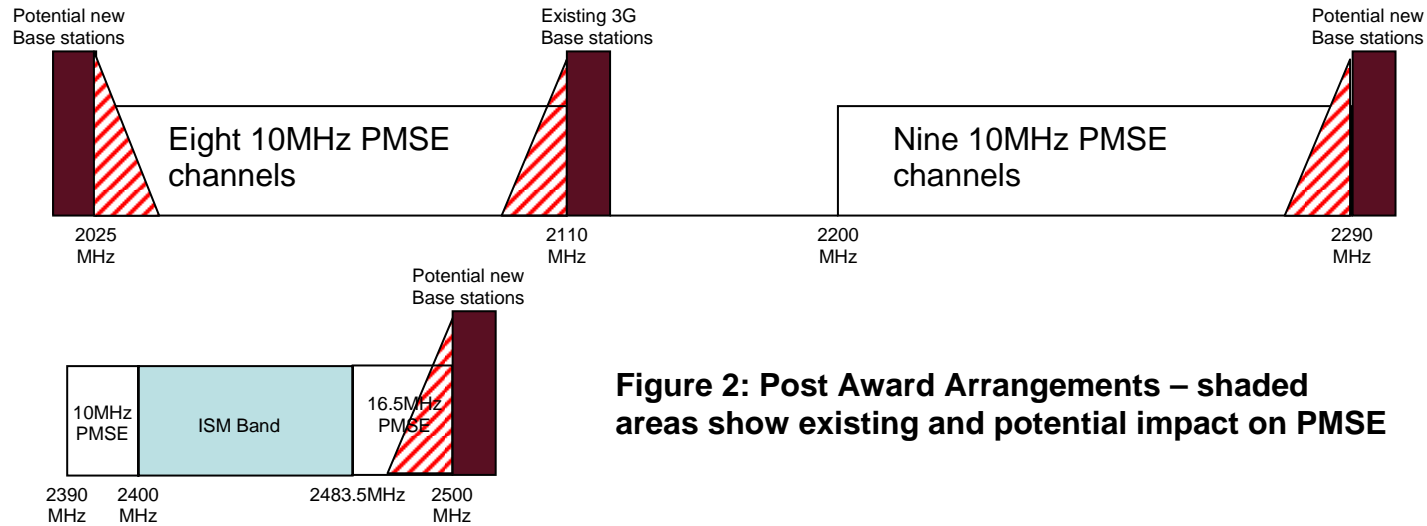 Potential new
Base stations
Existing 3G
Base stations
Potential new
Base stations
Eight 10MHz PMSE
channels
Nine 10MHz PMSE
channels
2025
MHz
2110
MHz
2200
MHz
2290
MHz
Potential new
Base stations
10MHz
PMSE
ISM Band
16.5MHz
PMSE
2390
MHz
2400
MHz
2483.5MHz
2500
MHz
Figure 2: Post Award Arrangements – shaded
areas show existing and potential impact on PMSE